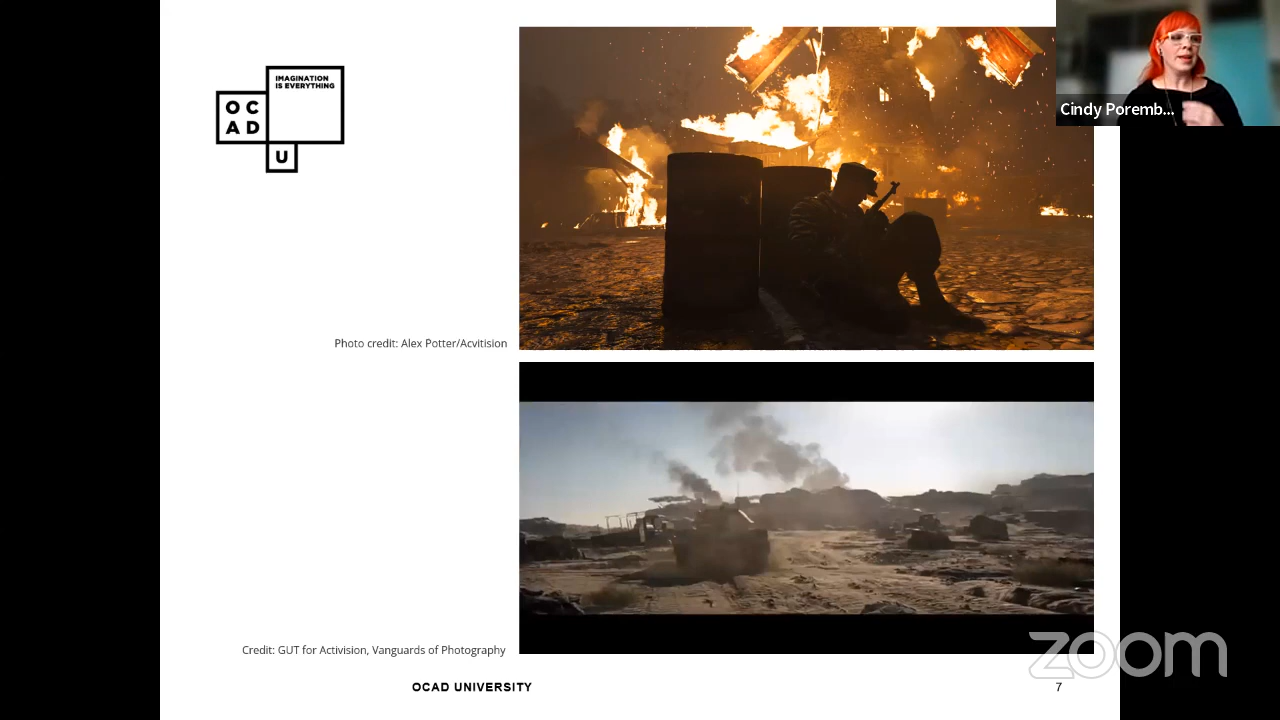 IMAGINATION
IS EVERYTHING
OC
AD
U
Cindy Poremb...
Photo credit: Alex Potter/Acvitision
Credit: GUT for Activision, Vanguards of Photography
zoom
OCAD UNIVERSITY
7